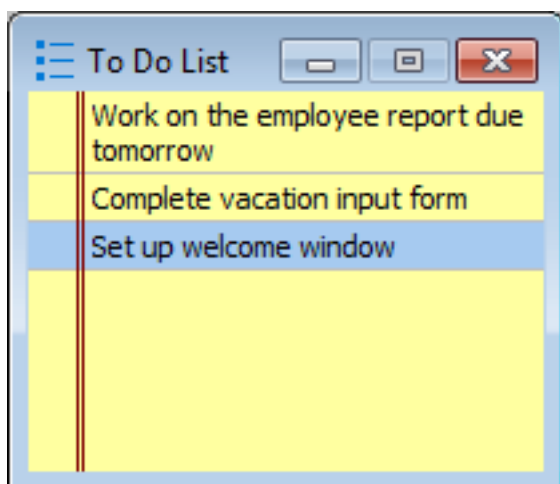 To Do List
Work on the employee report due
tomorrow
Complete vacation input form
Set up welcome window